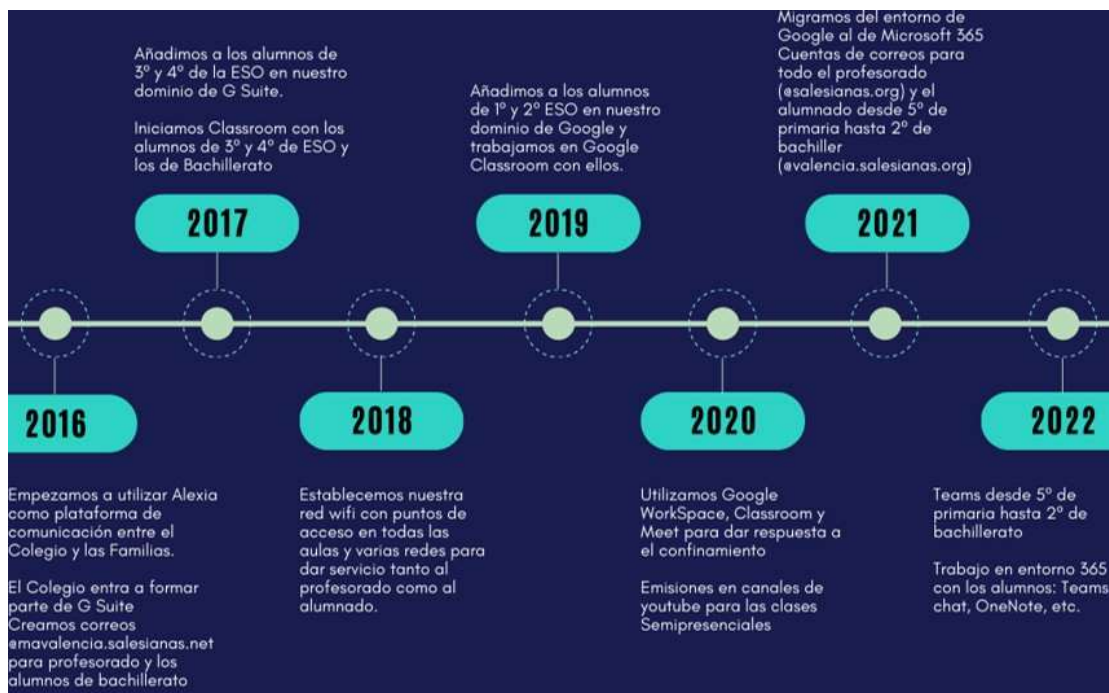 Añadimos a los alumnos de
3º y 4º de la ESO en nuestro
dominio de G Suite.
Iniciamos Classroom con los
alumnos de 3º y 4º de ESO y
los de Bachillerato
2017
Añadimos a los alumnos
de 1º y 2º ESO en nuestro
dominio de Google y
trabajamos en Google
Classroom con ellos.
2019
Migramos del entorno de
Google al de Microsoft 365
Cuentas de correos para
todo el profesorado
(@salesianas.org) y el
alumnado desde 5º de
primaria hasta 2º de
bachiller
(@valencia.salesianas.org)
2021
2016
Empezamos a utilizar Alexia
como plataforma de
comunicación entre el
Colegio y las Familias.
El Colegio entra a formar
parte de G Suite
Creamos correos
@mavalencia.salesianas.net
para profesorado y los
alumnos de bachillerato
2018
Establecemos nuestra
red wifi con puntos de
acceso en todas las
aulas y varias redes para
dar servicio tanto al
profesorado como al
alumnado.
2020
Utilizamos Google
WorkSpace, Classroom y
Meet para dar respuesta a
el confinamiento
Emisiones en canales de
youtube para las clases
Semipresenciales
2022
Teams desde 5º de
primaria hasta 2º de
bachillerato
Trabajo en entorno 365
con los alumnos: Teams
chat, OneNote, etc.